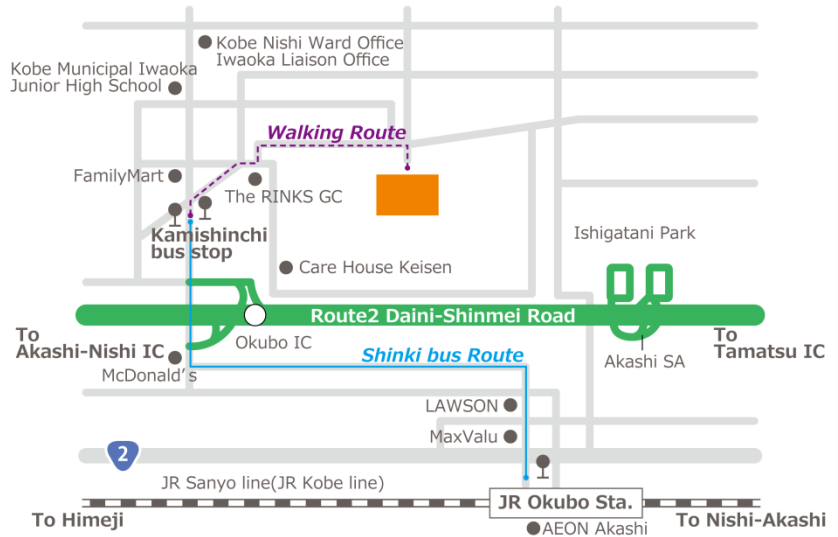 Kobe Nishi Ward Office
Iwaoka Liaison Office
Kobe Municipal Iwaoka
Junior High School
Walking Route
FamilyMart
The RINKS GC
Kamishinchi
bus stop
Ishigatani Park
Care House Keisen
Route2 Daini-Shinmei Road
To
Akashi-Nishi IC
Okubo IC
To
Tamatsu IC
Shinki bus Route
Akashi SA
McDonald's
LAWSON
MaxValu
2
JR Sanyo line(JR Kobe line)
JR Okubo Sta.
To Himeji
To Nishi-Akashi
AEON Akashi